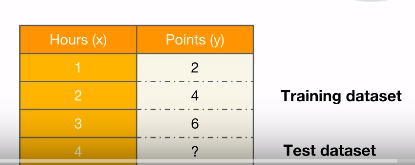 Hours (x) Points (y)
1 2
2 4 Training dataset
3 6
4 ? Test dataset